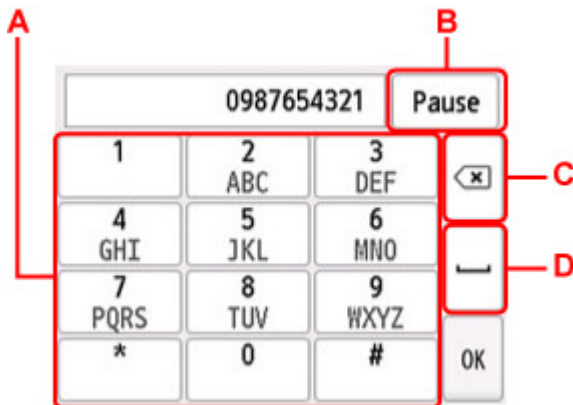 A
B
0987654321 Pause
1 2 3
ABC DEF
C
4 5 6
GHI JKL MNO
D
7 8 9
PQRS TUV WXYZ
* 0 # OK